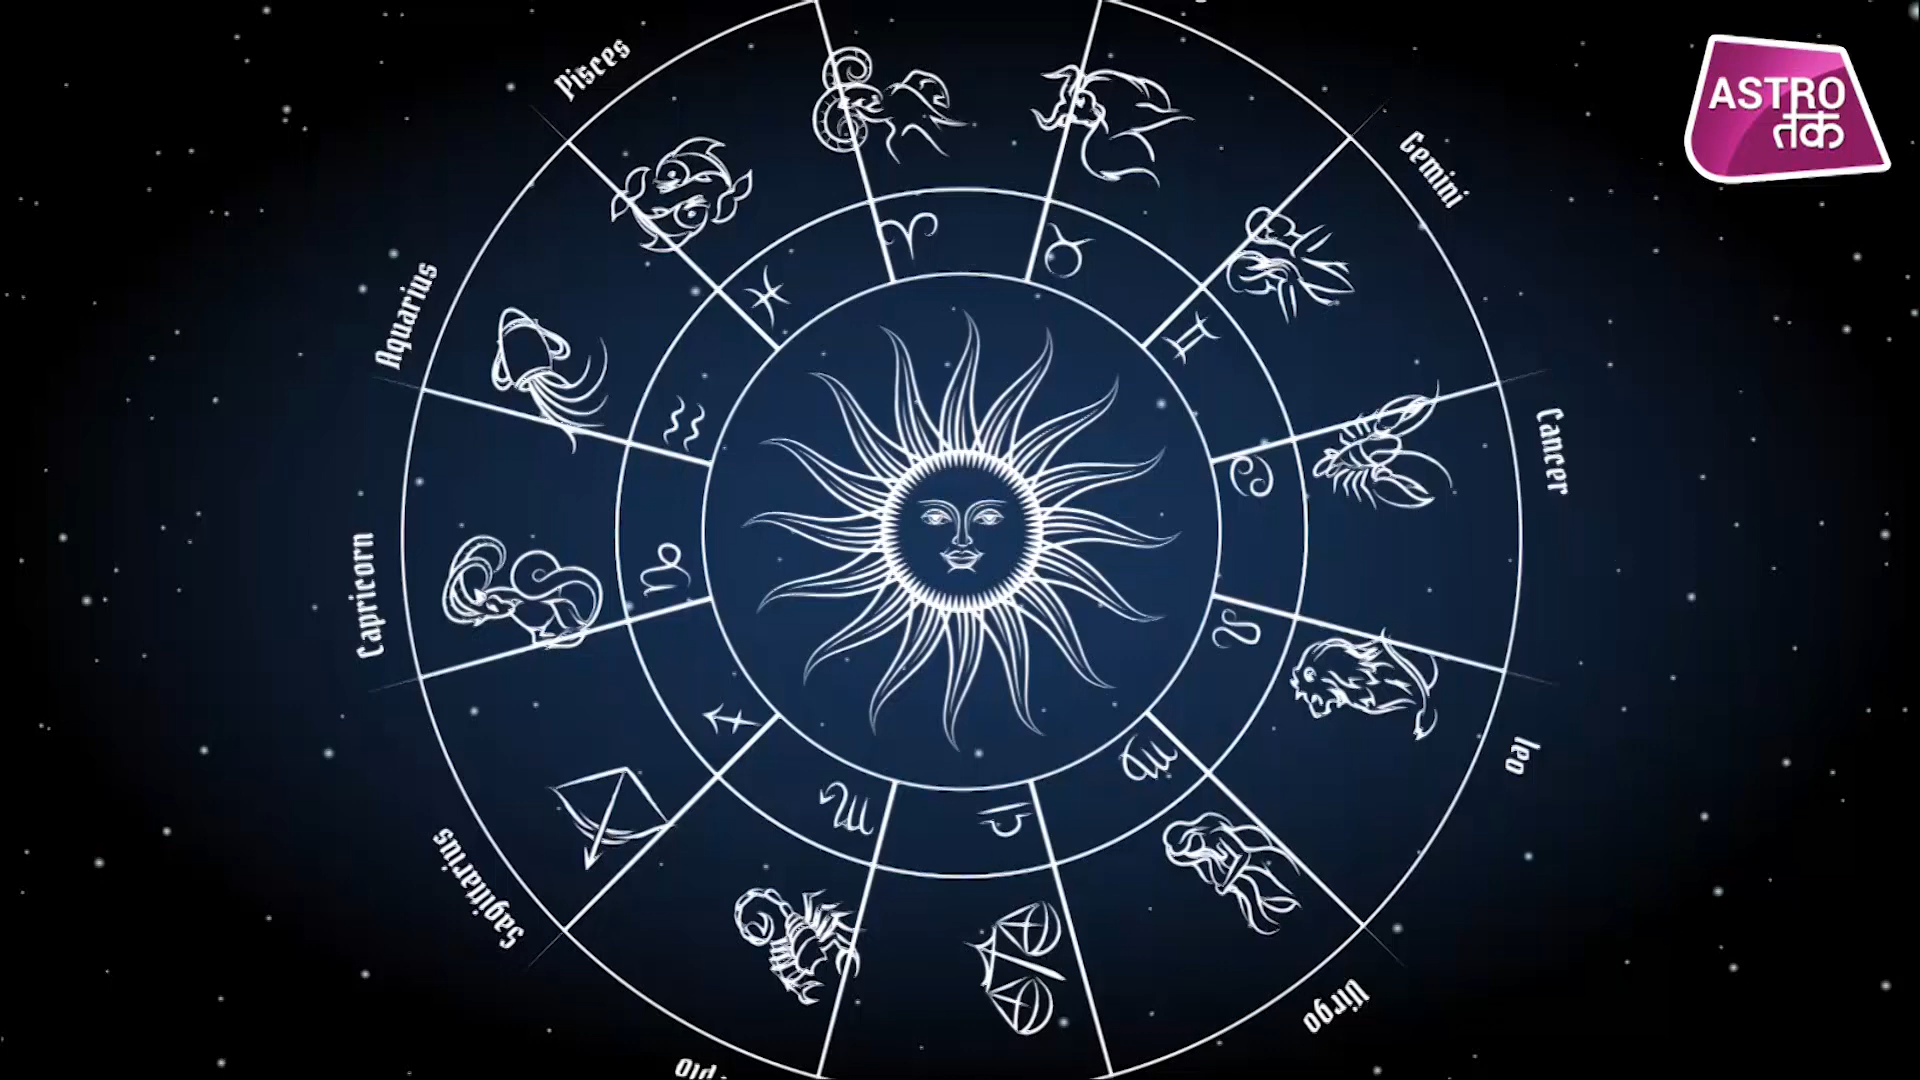 Pisces
Gemini
Aquarius
Cancer
Capricorn
leo
Sagittarius
Virgo
ASTRO
तक